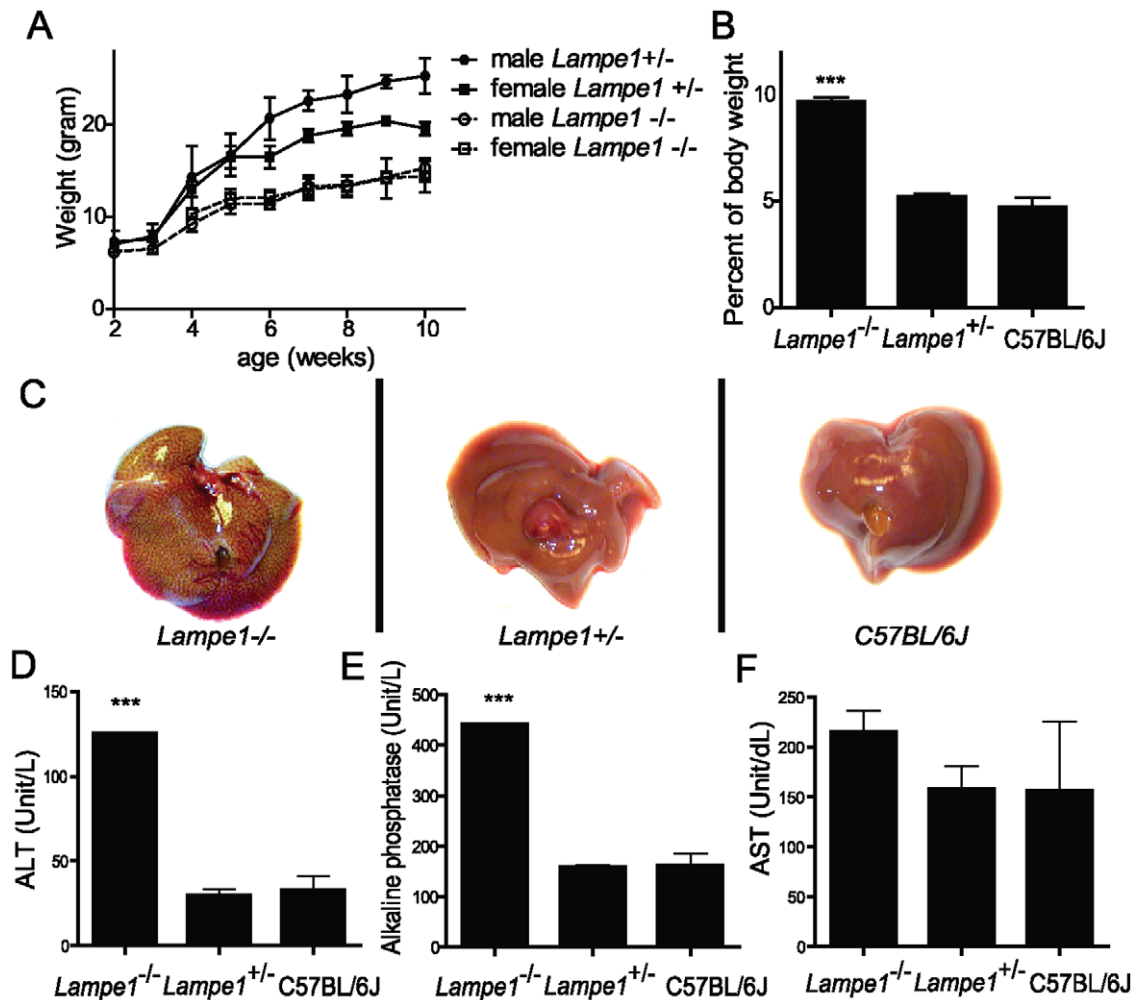 A
Weight (gram)
20
10
0
2 4 6 8 10
age (weeks)
male Lampe1+/-
female Lampe1 +/-
male Lampe1 -/-
female Lampe1 -/-
B
Percent of body weight
10
5
0
***
Lampe1-/- Lampe1+/- C57BL/6J
C
Lampe1-/-
Lampe1+/-
C57BL/6J
D
ALT (Unit/L)
150
100
50
0
***
Lampe1-/- Lampe1+/- C57BL/6J
E
Alkaline phosphatase (Unit/L)
500
400
300
200
100
0
***
Lampe1-/- Lampe1+/- C57BL/6J
F
AST (Unit/dL)
250
200
150
100
50
0
Lampe1-/- Lampe1+/- C57BL/6J